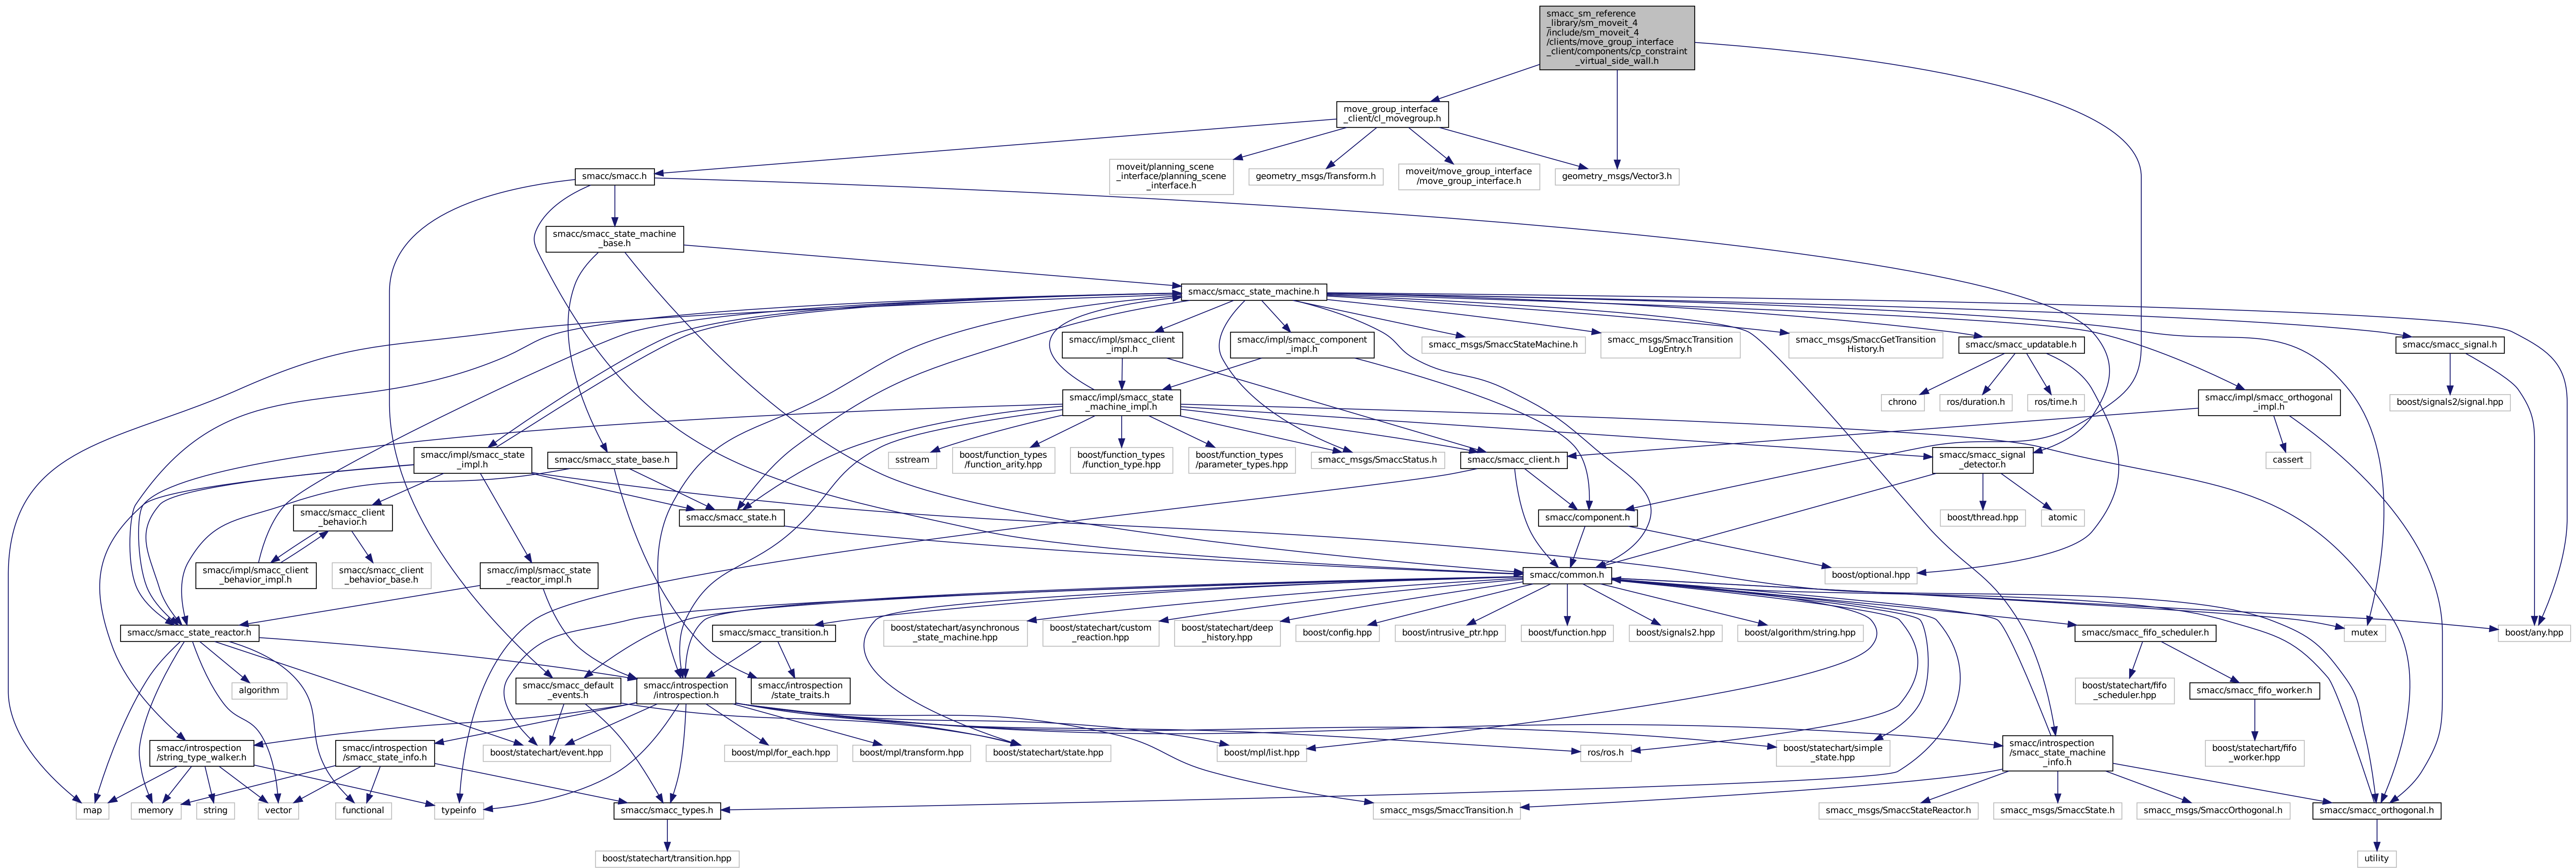 smacc_sm_reference
_library/sm_moveit_4
/include/sm_moveit_4
/clients/move_group_interface
_client/components/cp_constraint
_virtual_side_wall.h
move_group_interface
_client/cl_movegroup.h
smacc/smacc.h
moveit/planning_scene
_interface/planning_scene
_interface.h
geometry_msgs/Transform.h
moveit/move_group_interface
/move_group_interface.h
geometry_msgs/Vector3.h
smacc/smacc_state_machine
_base.h
smacc/smacc_state_machine.h
smacc/impl/smacc_client
_impl.h
smacc/impl/smacc_component
_impl.h
smacc_msgs/SmaccStateMachine.h
smacc_msgs/SmaccTransition
LogEntry.h
smacc_msgs/SmaccGetTransition
History.h
smacc/smacc_updatable.h
smacc/smacc_signal.h
smacc/impl/smacc_state
_machine_impl.h
chrono
ros/duration.h
ros/time.h
smacc/impl/smacc_orthogonal
_impl.h
boost/signals2/signal.hpp
smacc/impl/smacc_state
_impl.h
smacc/smacc_state_base.h
sstream
boost/function_types
/function_arity.hpp
boost/function_types
/function_type.hpp
boost/function_types
/parameter_types.hpp
smacc_msgs/SmaccStatus.h
smacc/smacc_client.h
smacc/smacc_signal
_detector.h
cassert
smacc/smacc_client
_behavior.h
smacc/smacc_state.h
smacc/component.h
boost/thread.hpp
atomic
smacc/impl/smacc_client
_behavior_impl.h
smacc/smacc_client
_behavior_base.h
smacc/impl/smacc_state
_reactor_impl.h
smacc/common.h
boost/optional.hpp
smacc/smacc_state_reactor.h
smacc/smacc_transition.h
boost/statechart/asynchronous
_state_machine.hpp
boost/statechart/custom
_reaction.hpp
boost/statechart/deep
_history.hpp
boost/config.hpp
boost/intrusive_ptr.hpp
boost/function.hpp
boost/signals2.hpp
boost/algorithm/string.hpp
smacc/smacc_fifo_scheduler.h
mutex
boost/any.hpp
algorithm
smacc/smacc_default
_events.h
smacc/introspection
/introspection.h
smacc/introspection
/state_traits.h
boost/statechart/fifo
_scheduler.hpp
smacc/smacc_fifo_worker.h
smacc/introspection
/string_type_walker.h
smacc/introspection
/smacc_state_info.h
boost/statechart/event.hpp
boost/mpl/for_each.hpp
boost/mpl/transform.hpp
boost/statechart/state.hpp
boost/mpl/list.hpp
ros/ros.h
boost/statechart/simple
_state.hpp
smacc/introspection
/smacc_state_machine
_info.h
boost/statechart/fifo
_worker.hpp
map
memory
string
vector
functional
typeinfo
smacc/smacc_types.h
smacc_msgs/SmaccTransition.h
smacc_msgs/SmaccStateReactor.h
smacc_msgs/SmaccState.h
smacc_msgs/SmaccOrthogonal.h
smacc/smacc_orthogonal.h
boost/statechart/transition.hpp
utility